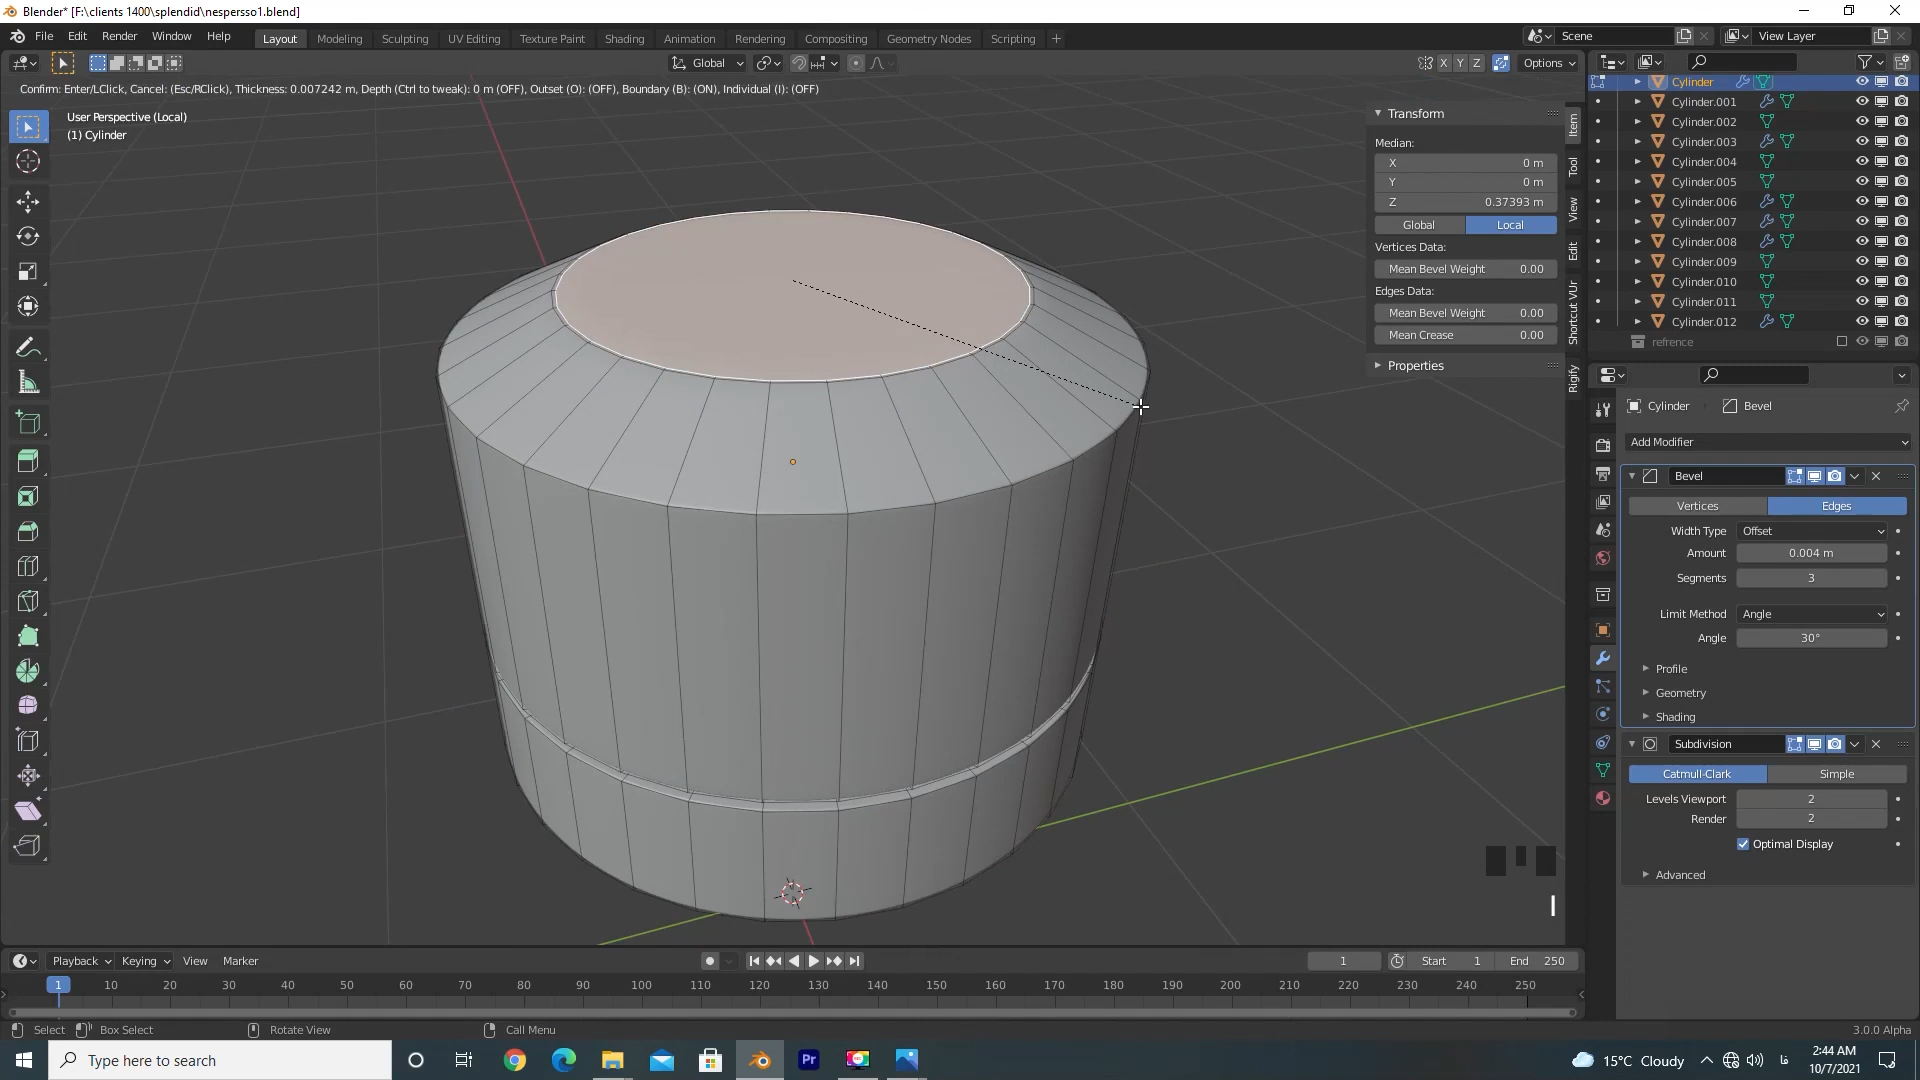 Blender* [F:\clients 1400\splendid\nespersso1.blend]
File Edit Render Window Help
Layout Modeling Sculpting UV Editing Texture Paint Shading Animation Rendering Compositing Geometry Nodes Scripting +
Scene View Layer
Global X Y Z Options
Confirm: Enter/LClick, Cancel: (Esc/RClick), Thickness: 0.007242 m, Depth (Ctrl to tweak): 0 m (OFF), Outset (O): (OFF), Boundary (B): (ON), Individual (I): (OFF)
User Perspective (Local)
(1) Cylinder
Transform
Median:
X 0 m
Y 0 m
Z 0.37393 m
Global Local
Vertices Data:
Mean Bevel Weight 0.00
Edges Data:
Mean Bevel Weight 0.00
Mean Crease 0.00
Properties
Item
Tool
View
Edit
Shortcut VUr
Rigify
Cylinder
Cylinder.001
Cylinder.002
Cylinder.003
Cylinder.004
Cylinder.005
Cylinder.006
Cylinder.007
Cylinder.008
Cylinder.009
Cylinder.010
Cylinder.011
Cylinder.012
refrence
Cylinder Bevel
Add Modifier
Bevel
Vertices Edges
Width Type Offset
Amount 0.004 m
Segments 3
Limit Method Angle
Angle 30°
Profile
Geometry
Shading
Subdivision
Catmull-Clark Simple
Levels Viewport 2
Render 2
Optimal Display
Advanced
I
Playback Keying View Marker
1 Start 1 End 250
1 10 20 30 40 50 60 70 80 90 100 110 120 130 140 150 160 170 180 190 200 210 220 230 240 250
Select Box Select Rotate View Call Menu 3.0.0 Alpha
Type here to search
Pr
15°C Cloudy
فا
2:44 AM
10/7/2021